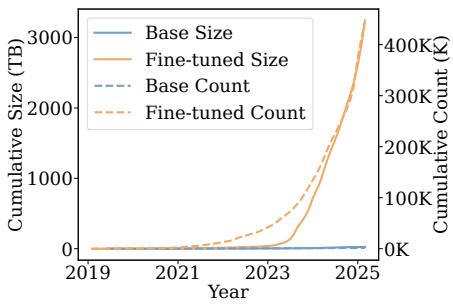 Cumulative Size (TB)
3000
2000
1000
0
Base Size
Fine-tuned Size
Base Count
Fine-tuned Count
400K
300K
200K
100K
0K
Cumulative Count (K)
2019
2021
2023
2025
Year